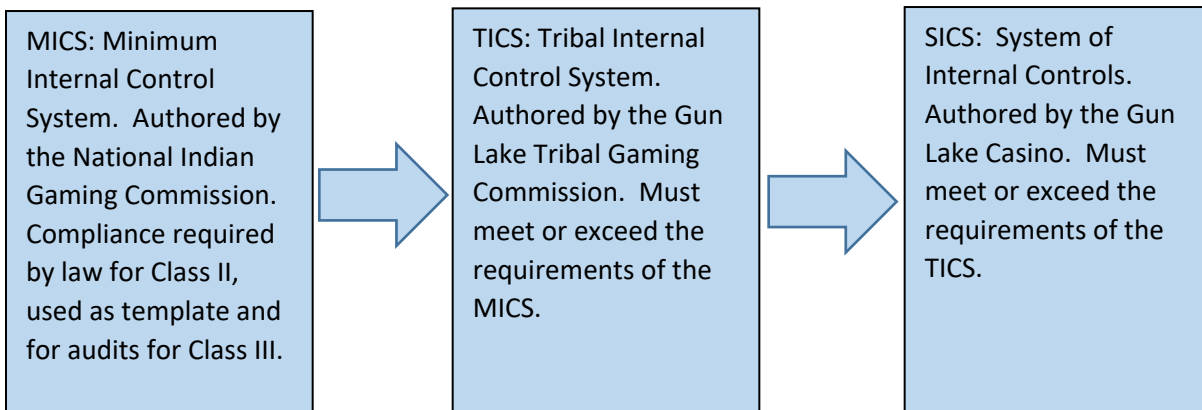 MICS: Minimum
Internal Control
System.  Authored by
the National Indian
Gaming Commission.
Compliance required
by law for Class II,
used as template and
for audits for Class III.
TICS: Tribal Internal
Control System.
Authored by the Gun
Lake Tribal Gaming
Commission.  Must
meet or exceed the
requirements of the
MICS.
SICS:  System of
Internal Controls.
Authored by the Gun
Lake Casino.  Must
meet or exceed the
requirements of the
TICS.